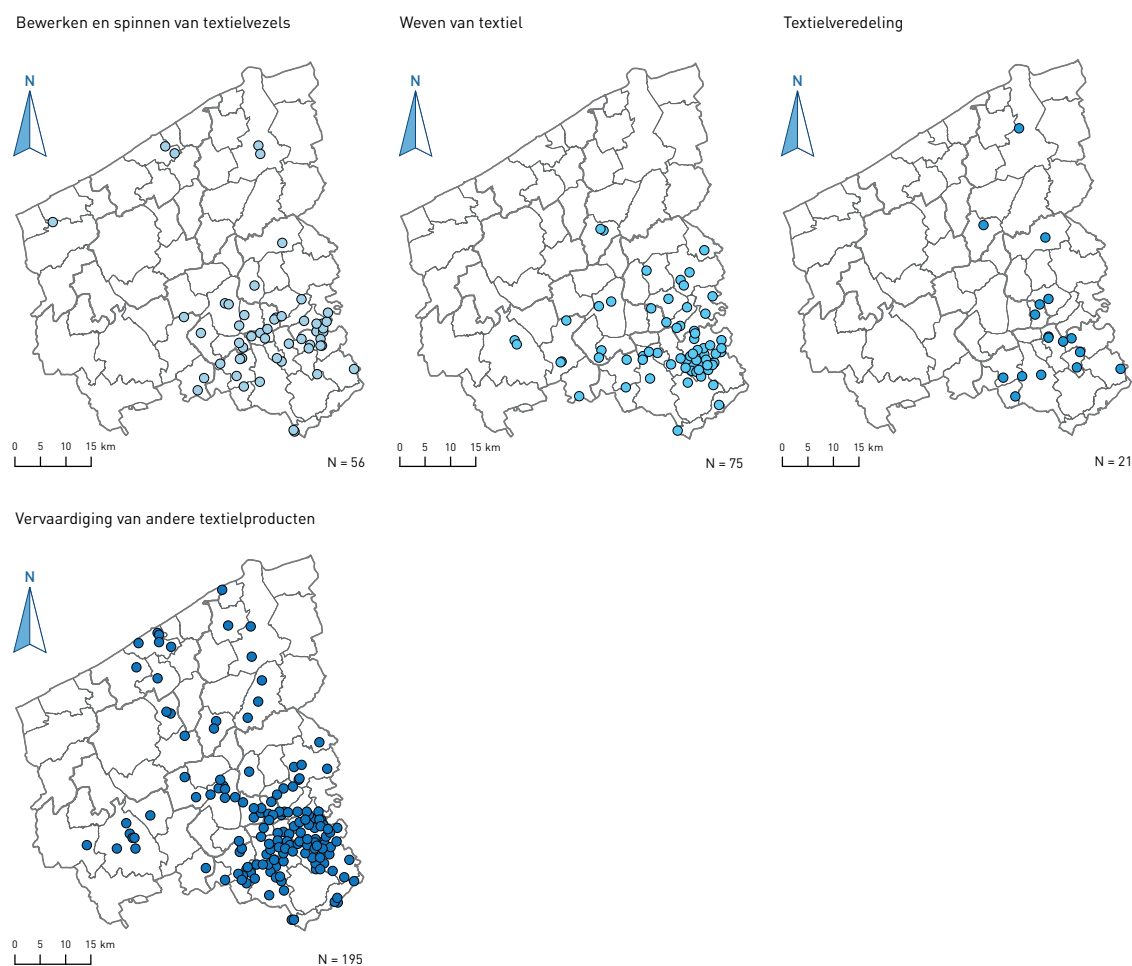 Bewerken en spinnen van textielvezels
Weven van textiel
Textielveredeling
N
N
N
0 5 10 15 km
N = 56
0 5 10 15 km
N = 75
0 5 10 15 km
N = 21
Vervaardiging van andere textielproducten
N
0 5 10 15 km
N = 195